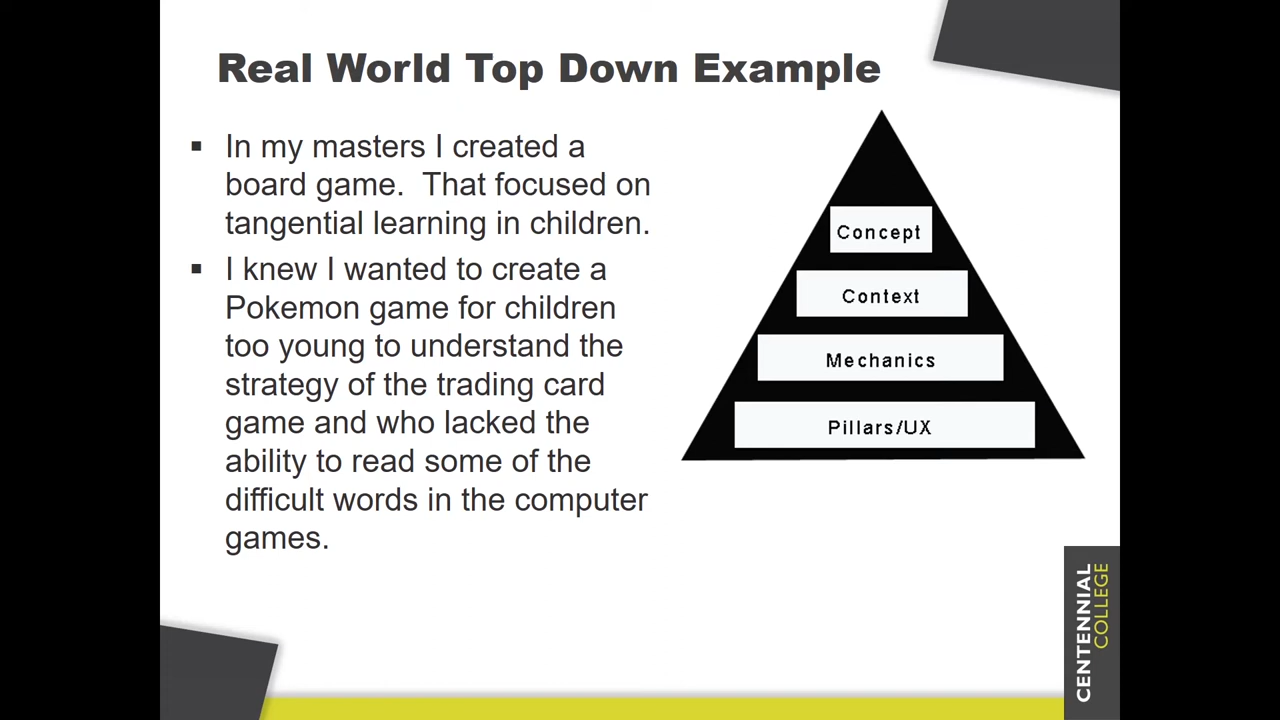 Real World Top Down Example
▪ In my masters I created a
board game.  That focused on
tangential learning in children.
▪ I knew I wanted to create a
Pokemon game for children
too young to understand the
strategy of the trading card
game and who lacked the
ability to read some of the
difficult words in the computer
games.
Concept
Context
Mechanics
Pillars/UX
CENTENNIAL
COLLEGE